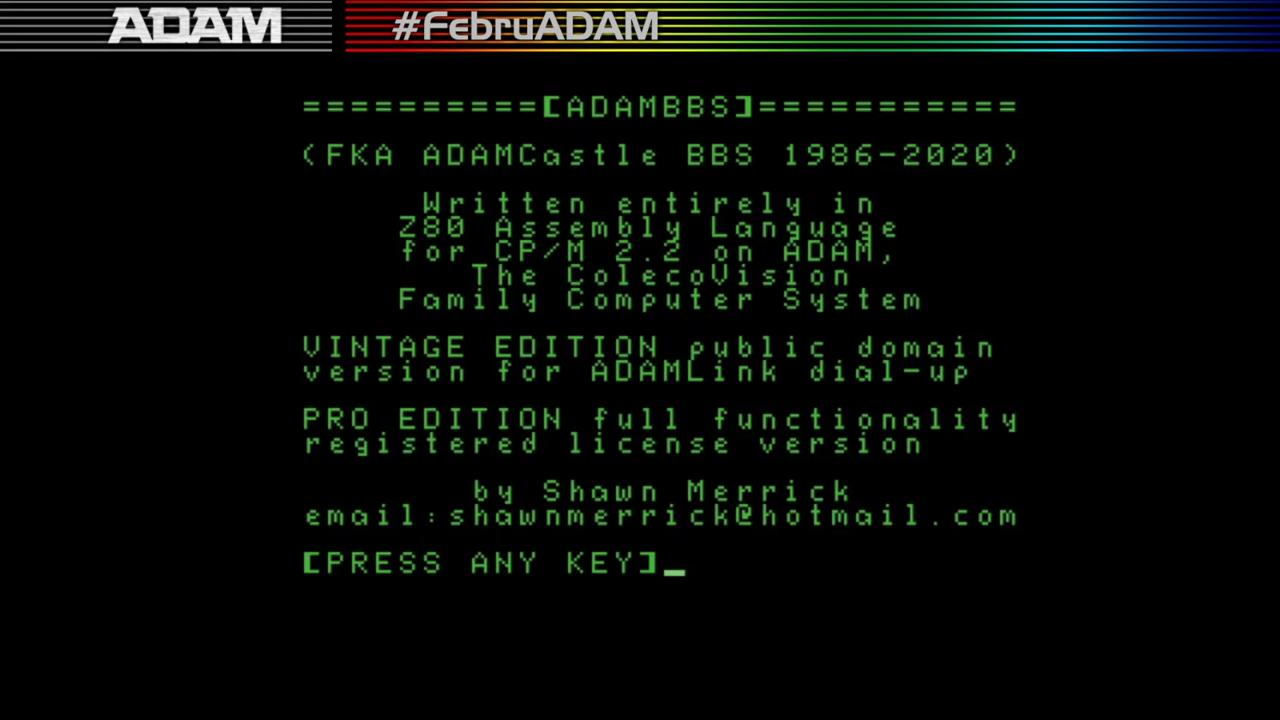 ADAM #FebruADAM
==========[ADAMBBS]===========
(FKA ADAMCastle BBS 1986-2020)
Written entirely in
Z80 Assembly Language
for CP/M 2.2 on ADAM,
The ColecoVision
Family Computer System
VINTAGE EDITION public domain
version for ADAMLink dial-up
PRO EDITION full functionality
registered license version
by Shawn Merrick
email:shawnmerrick@hotmail.com
[PRESS ANY KEY]_